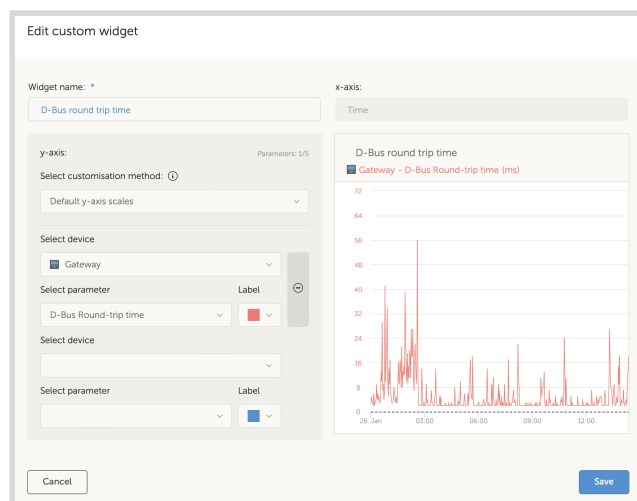 Edit custom widget
Widget name: *
x-axis:
D-Bus round trip time
Time
y-axis:
Parameters: 1/5
Select customisation method:
Default y-axis scales
Select device
Gateway
Select parameter
Label
D-Bus Round-trip time
Select device
Select parameter
Label
D-Bus round trip time
Gateway - D-Bus Round-trip time (ms)
72
64
56
48
40
32
24
16
8
0
26. Jan
03:00
06:00
09:00
12:00
Cancel
Save